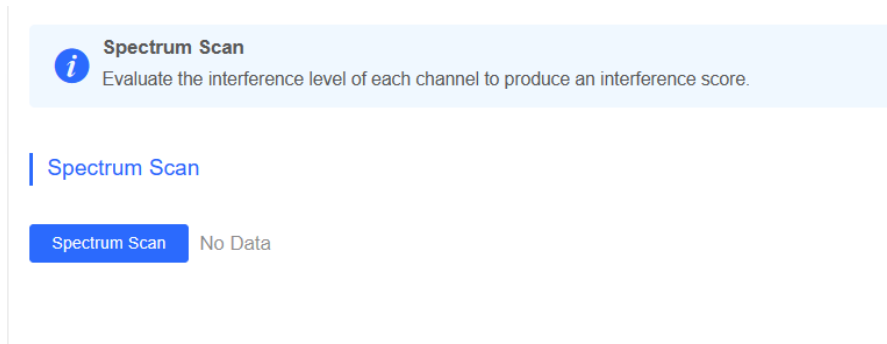 Spectrum Scan
Evaluate the interference level of each channel to produce an interference score.
Spectrum Scan
Spectrum Scan No Data